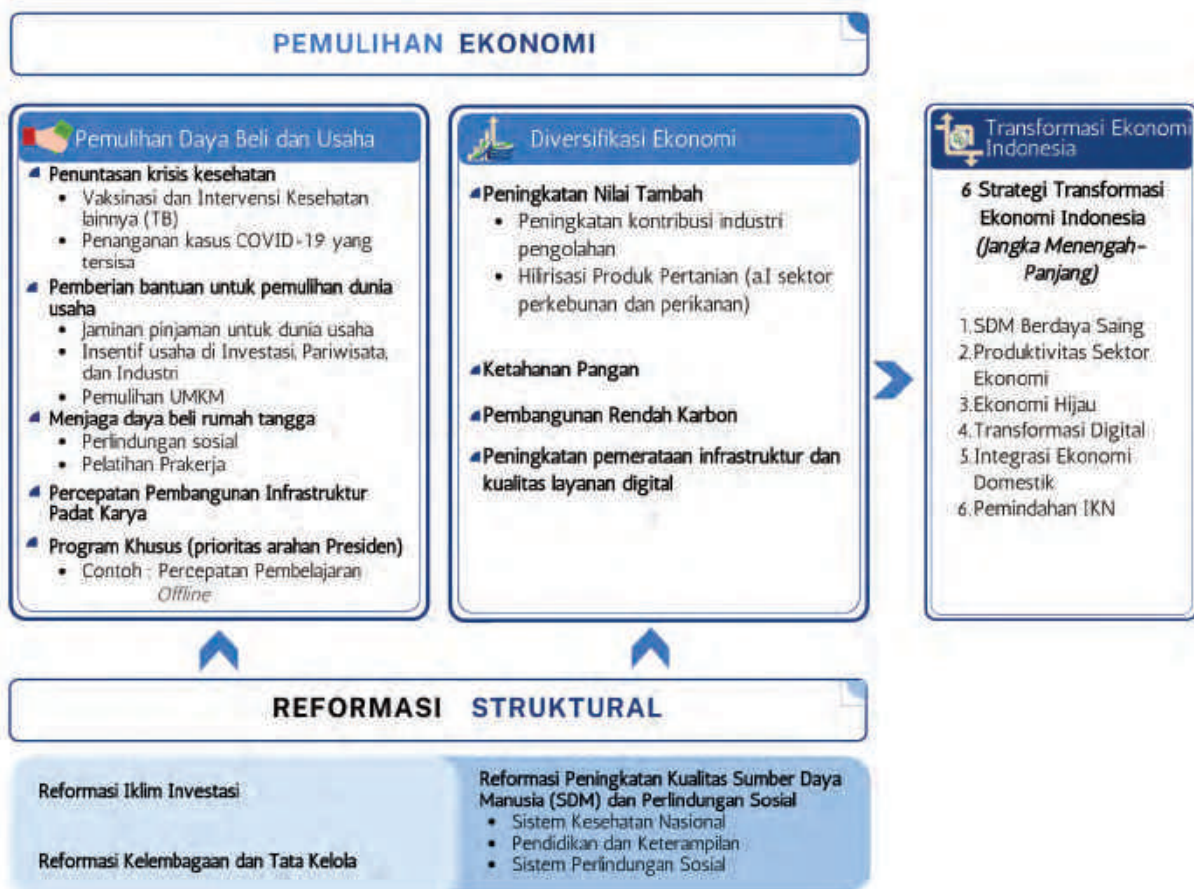 PEMULIHAN EKONOMI
Pemulihan Daya Beli dan Usaha
Penuntasan krisis kesehatan
• Vaksinasi dan Intervensi Kesehatan
lainnya (TB)
• Penanganan kasus COVID-19 yang
tersisa
Pemberian bantuan untuk pemulihan dunia
usaha
• Jaminan pinjaman untuk dunia usaha
• Insentif usaha di Investasi, Pariwisata,
dan Industri
• Pemulihan UMKM
Menjaga daya beli rumah tangga
• Perlindungan sosial
• Pelatihan Prakerja
Percepatan Pembangunan Infrastruktur
Padat Karya
Program Khusus (prioritas arahan Presiden)
• Contoh : Percepatan Pembelajaran
Offline
Diversifikasi Ekonomi
Peningkatan Nilai Tambah
• Peningkatan kontribusi industri
pengolahan
• Hilirisasi Produk Pertanian (a.l sektor
perkebunan dan perikanan)
Ketahanan Pangan
Pembangunan Rendah Karbon
Peningkatan pemerataan infrastruktur dan
kualitas layanan digital
Transformasi Ekonomi
Indonesia
6 Strategi Transformasi
Ekonomi Indonesia
(Jangka Menengah-
Panjang)
1.SDM Berdaya Saing
2.Produktivitas Sektor
Ekonomi
3.Ekonomi Hijau
4.Transformasi Digital
5.Integrasi Ekonomi
Domestik
6.Pemindahan IKN
REFORMASI STRUKTURAL
Reformasi Iklim Investasi
Reformasi Kelembagaan dan Tata Kelola
Reformasi Peningkatan Kualitas Sumber Daya
Manusia (SDM) dan Perlindungan Sosial
• Sistem Kesehatan Nasional
• Pendidikan dan Keterampilan
• Sistem Perlindungan Sosial